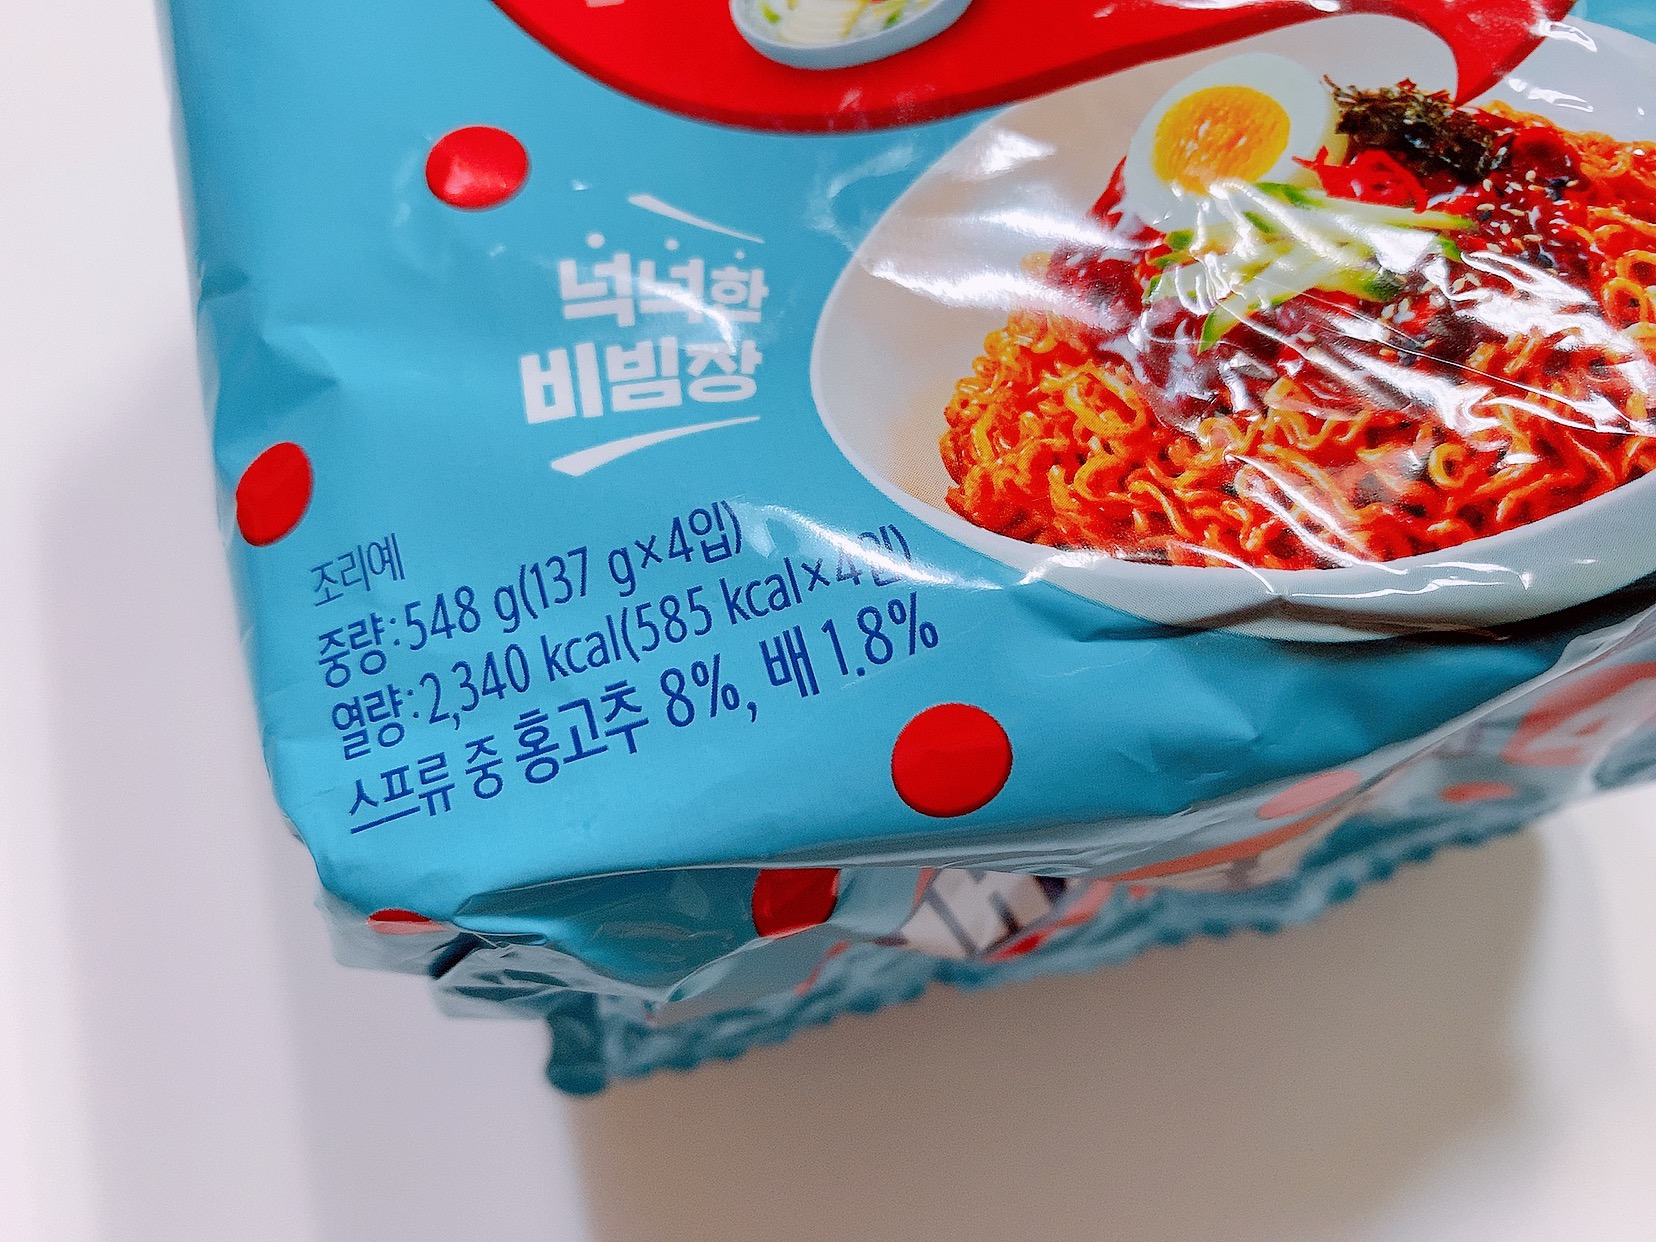 넉넉한
비빔장
조리예
중량:548 g(137 g×4입)
열량:2,340 kcal(585 kcal×4입)
스프류 중 홍고추 8%, 배 1.8%